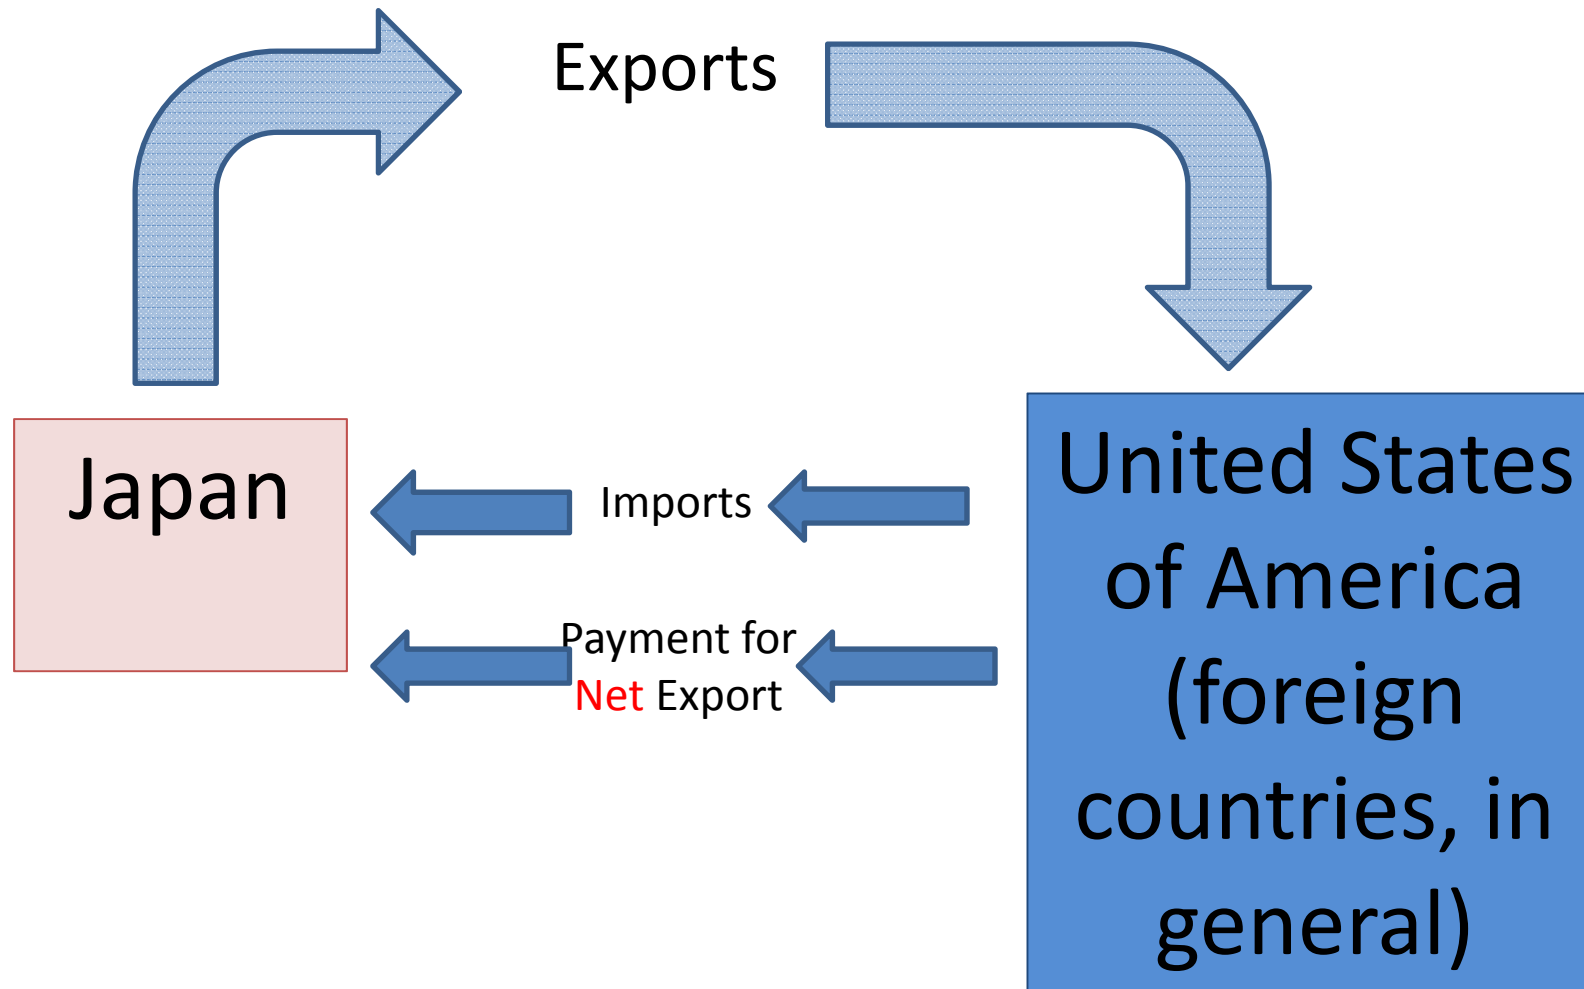 Exports
Japan
Imports
Payment for
Net Export
United States
of America
(foreign
countries, in
general)